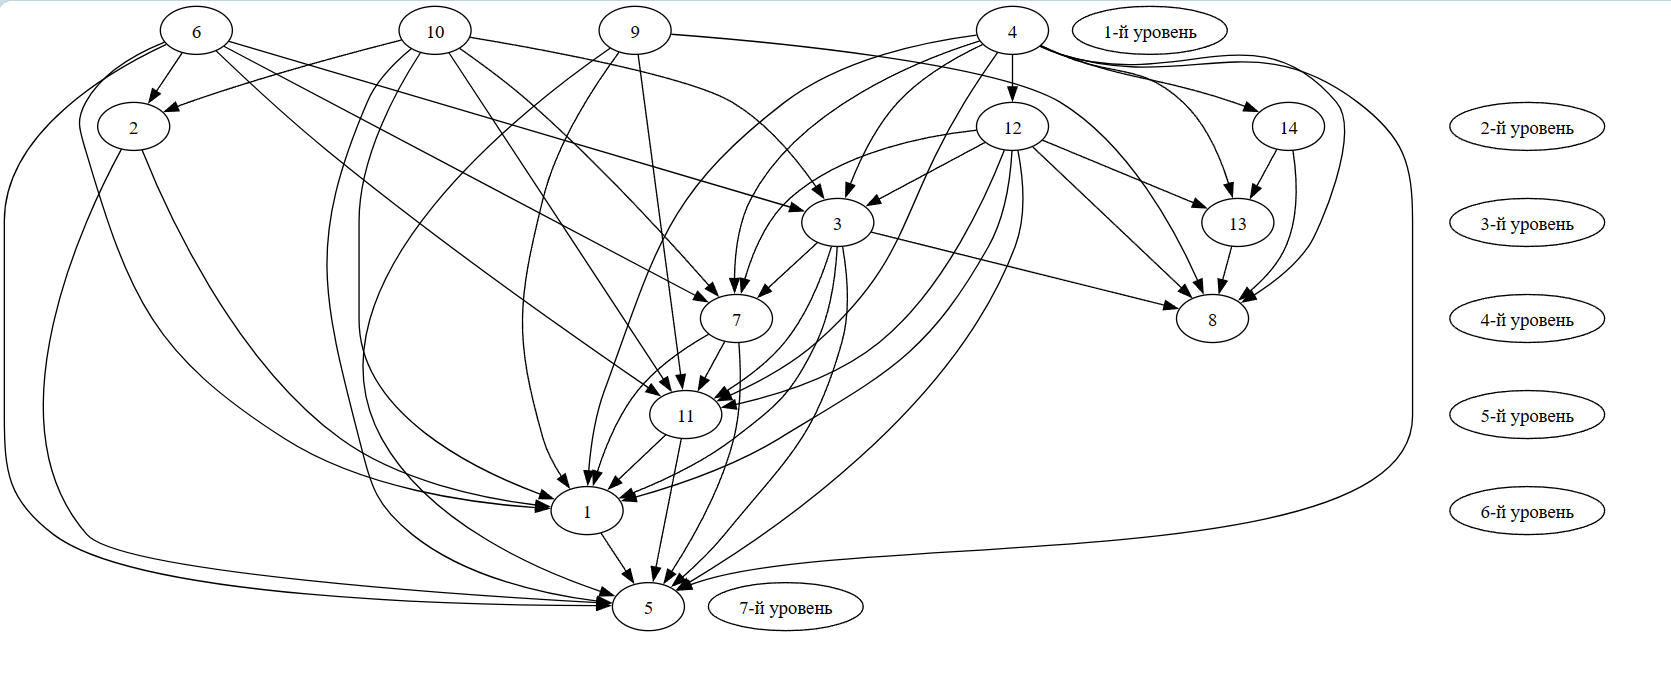 6 10 9 4 1-й уровень
2 12 14 2-й уровень
3 13 3-й уровень
7 8 4-й уровень
11 5-й уровень
1 6-й уровень
5 7-й уровень